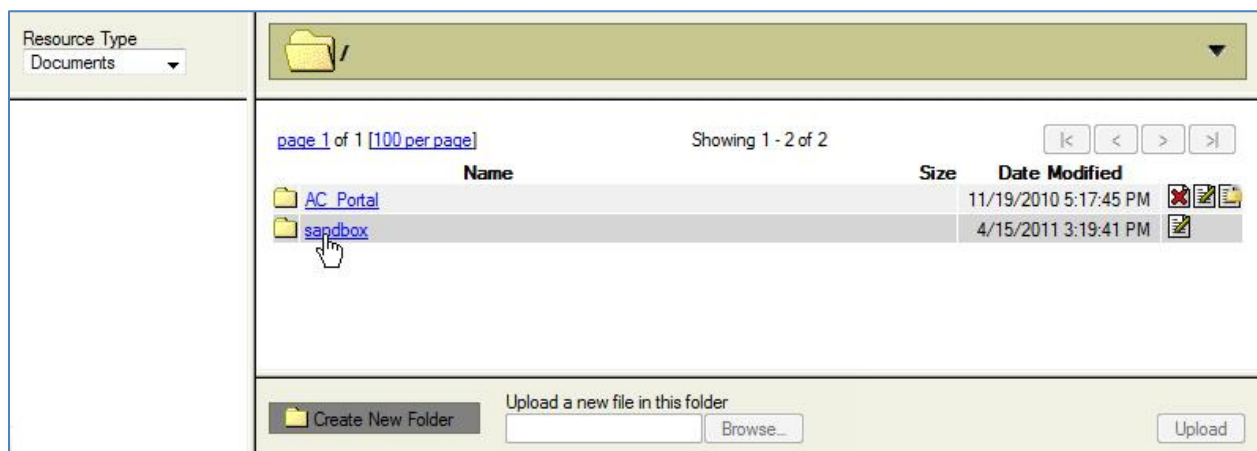 Resource Type
Documents
/
page 1 of 1 [100 per page] Showing 1 - 2 of 2 |< < > >|
Name Size Date Modified
AC_Portal 11/19/2010 5:17:45 PM
sandbox 4/15/2011 3:19:41 PM
Upload a new file in this folder
Create New Folder Browse... Upload